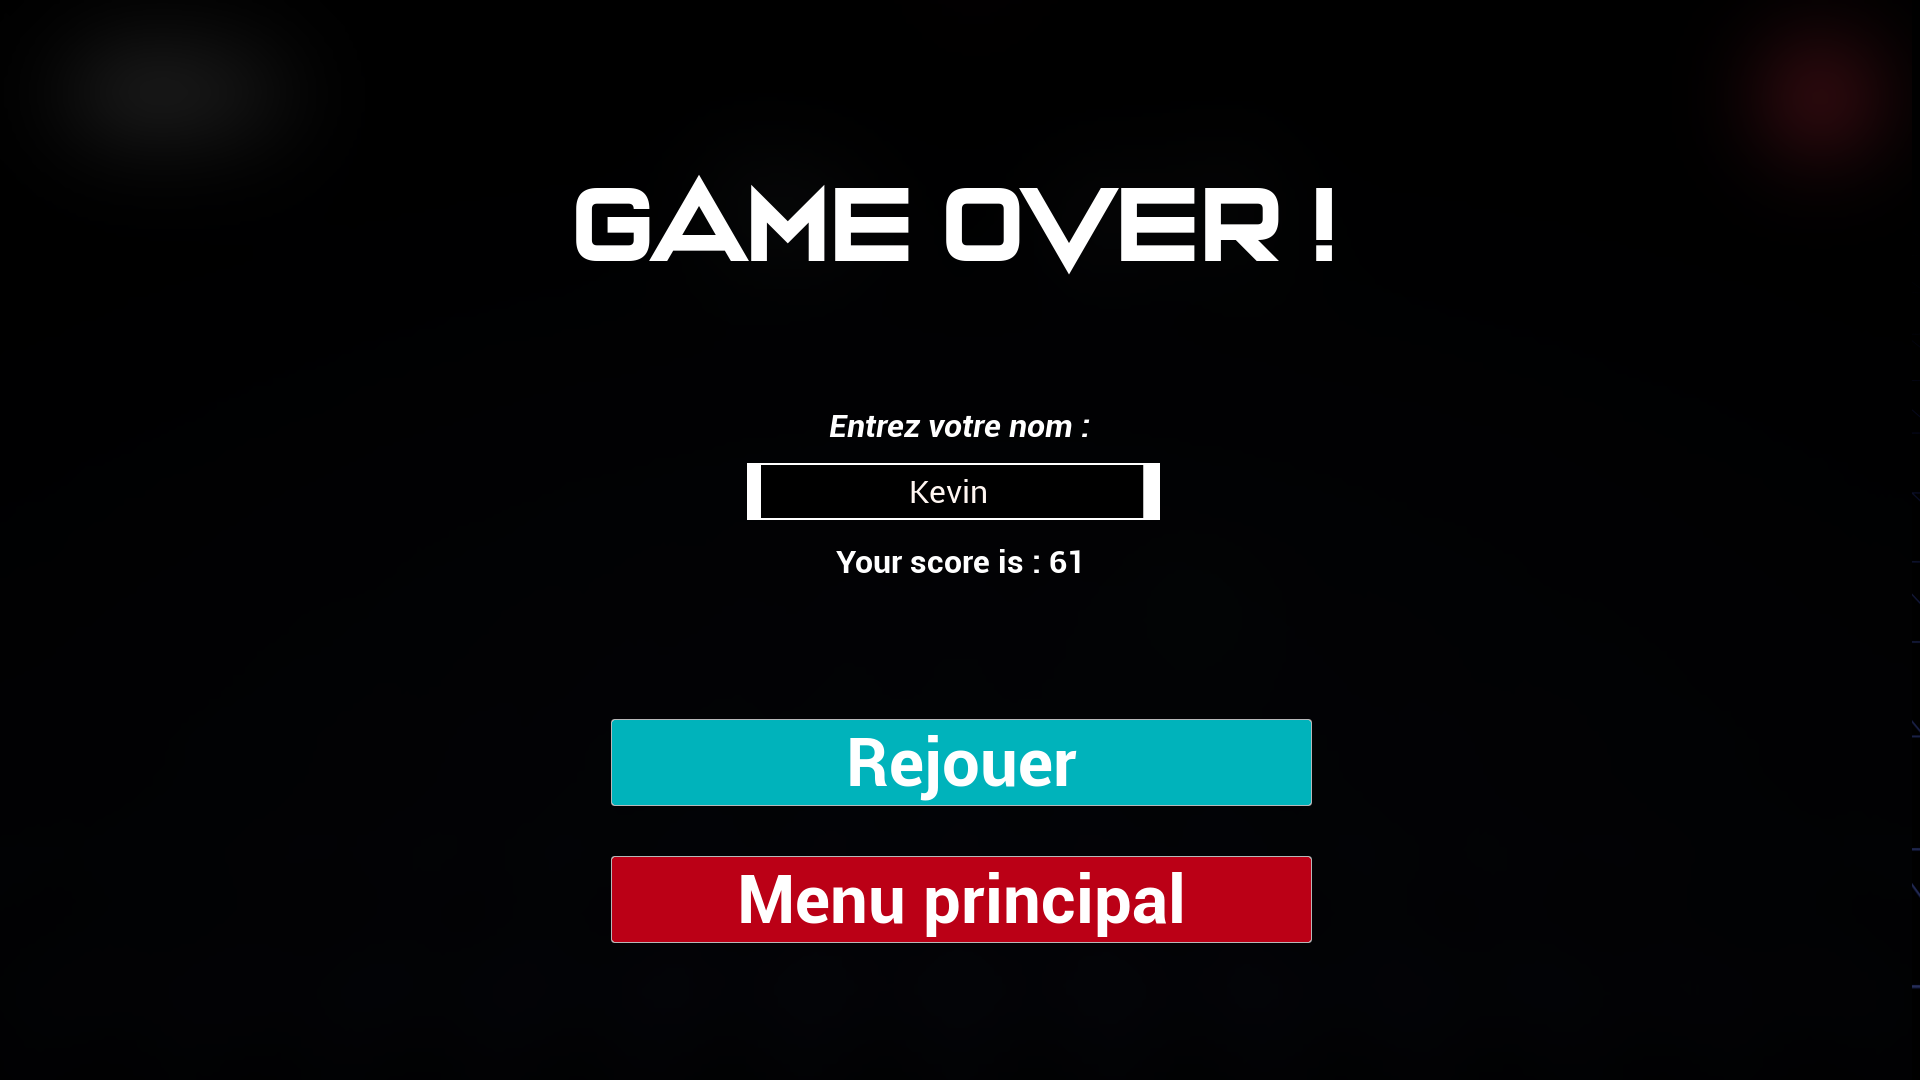 GAME OVER !
Entrez votre nom :
Kevin
Your score is : 61
Rejouer
Menu principal